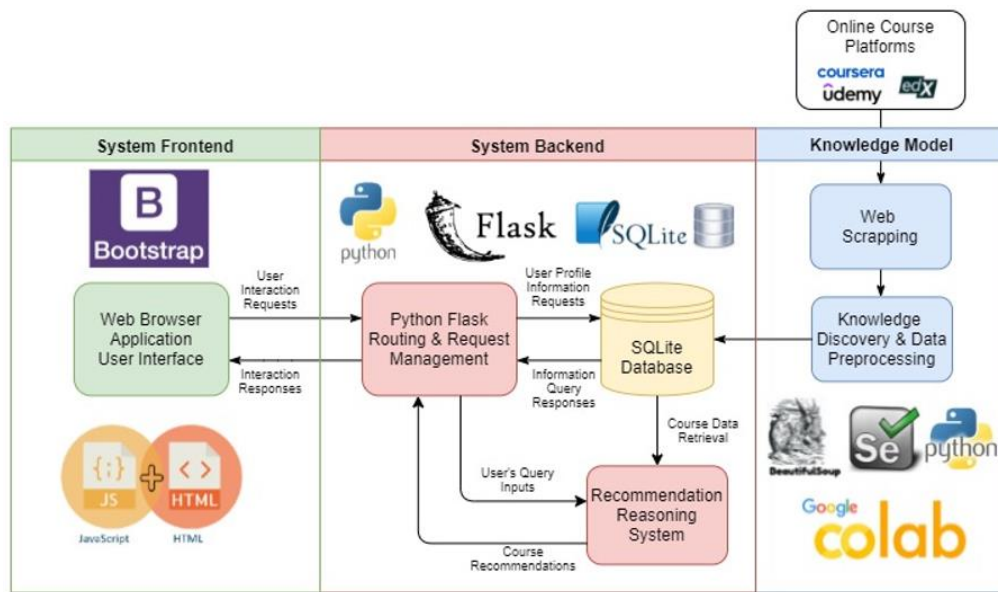 Online Course
Platforms
coursera
ûdemy
edX
System Frontend
System Backend
Knowledge Model
B
Bootstrap
python
Flask
SQLite
Web
Scrapping
User
Interaction
Requests
User Profile
Information
Requests
Web Browser
Application
User Interface
Python Flask
Routing & Request
Management
SQLite
Database
Knowledge
Discovery & Data
Preprocessing
Interaction
Responses
Information
Query
Responses
Course Data
Retrieval
BeautifulSoup
Se
python
{;}
JS
< >
HTML
JavaScript
HTML
User's Query
Inputs
Recommendation
Reasoning
System
Course
Recommendations
Google
colab